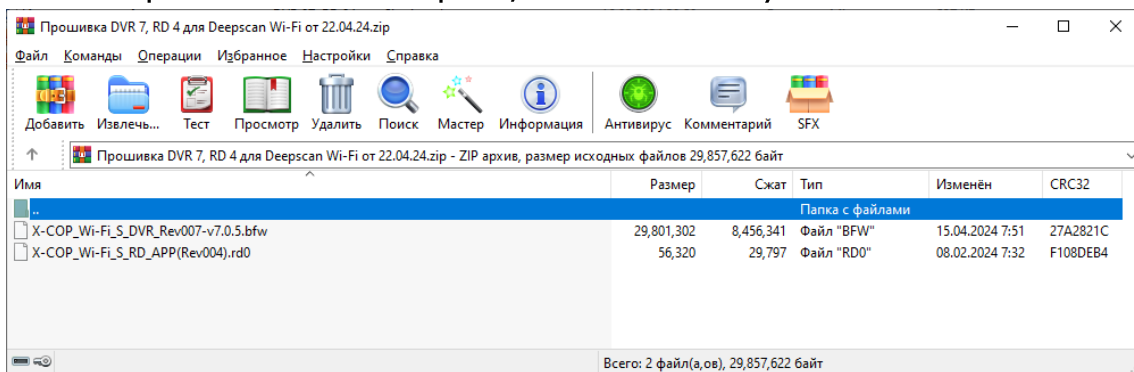 Прошивка DVR 7, RD 4 для Deepscan Wi-Fi от 22.04.24.zip
Файл Команды Операции Избранное Настройки Справка
Добавить Извлечь... Тест Просмотр Удалить Поиск Мастер Информация Антивирус Комментарий SFX
Прошивка DVR 7, RD 4 для Deepscan Wi-Fi от 22.04.24.zip - ZIP архив, размер исходных файлов 29,857,622 байт
Имя Размер Сжат Тип Изменён CRC32
.. Папка с файлами
X-COP_Wi-Fi_S_DVR_Rev007-v7.0.5.bfw 29,801,302 8,456,341 Файл "BFW" 15.04.2024 7:51 27A2821C
X-COP_Wi-Fi_S_RD_APP(Rev004).rd0 56,320 29,797 Файл "RD0" 08.02.2024 7:32 F108DEB4
Всего: 2 файл(а,ов), 29,857,622 байт